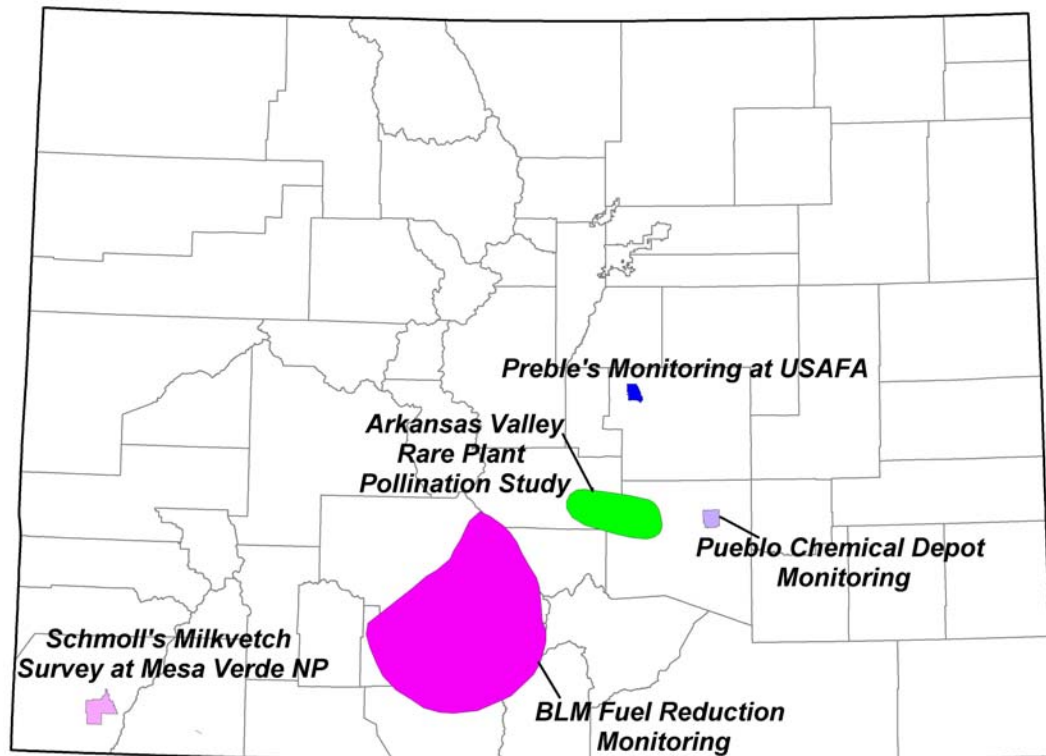 Preble's Monitoring at USAFA
Arkansas Valley
Rare Plant
Pollination Study
Pueblo Chemical Depot
Monitoring
Schmoll's Milkvetch
Survey at Mesa Verde NP
BLM Fuel Reduction
Monitoring